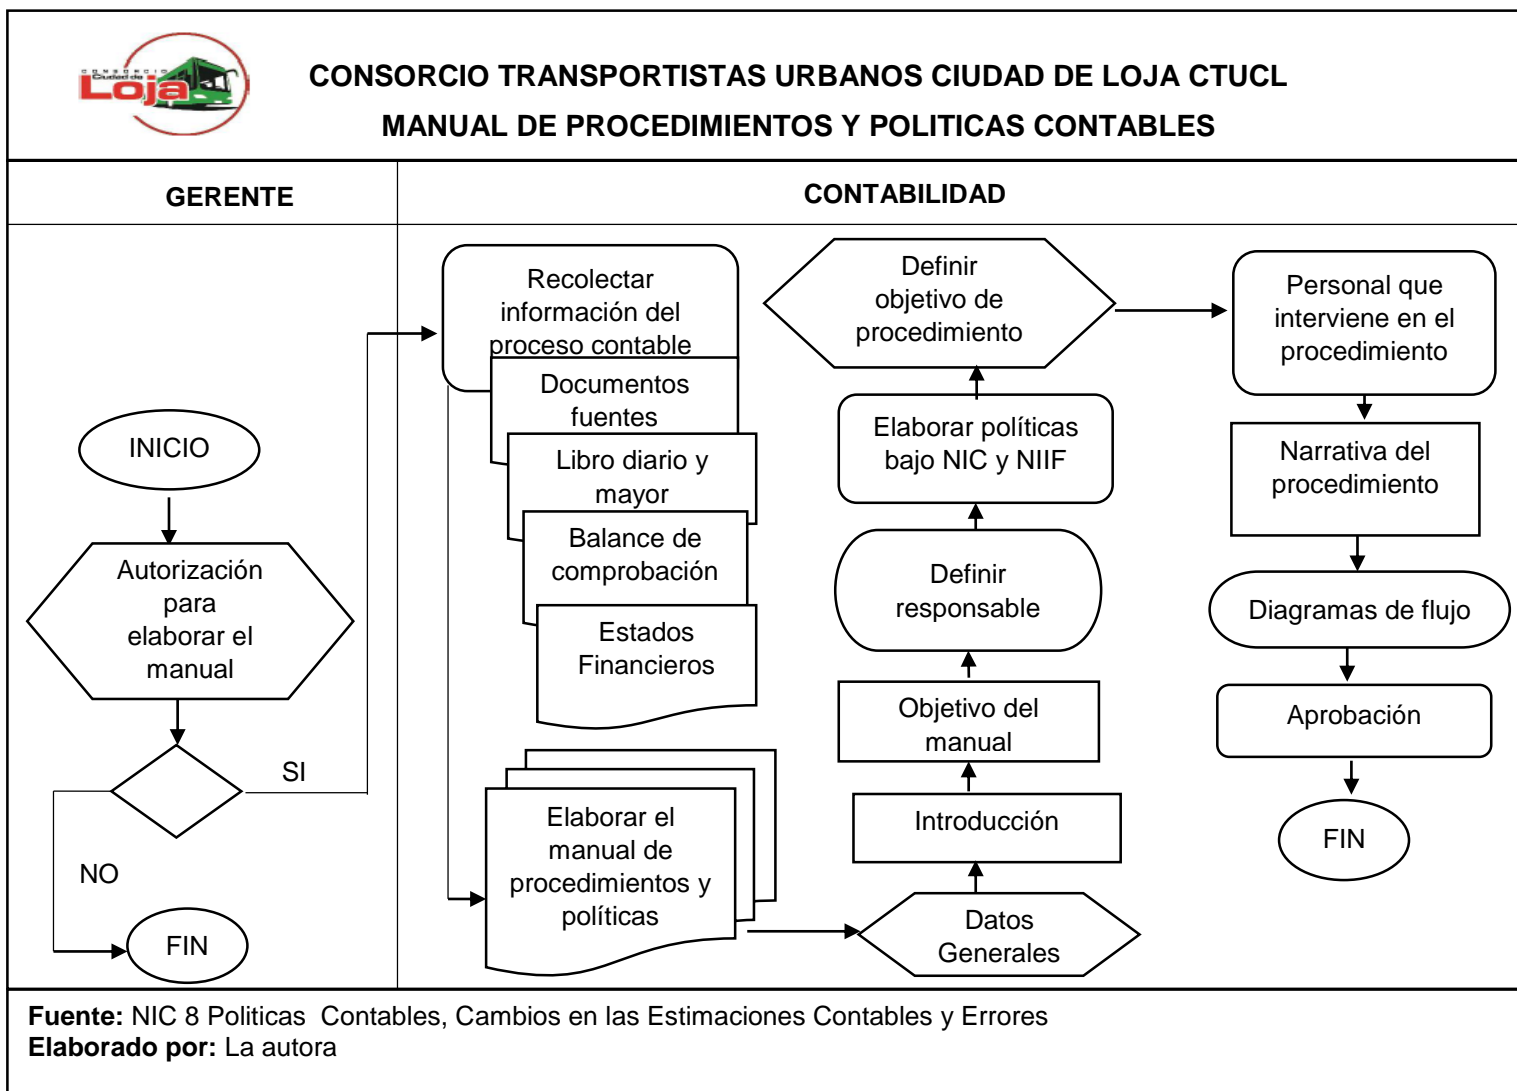 CONSORCIO
Ciudad de
Loja
CONSORCIO TRANSPORTISTAS URBANOS CIUDAD DE LOJA CTUCL
MANUAL DE PROCEDIMIENTOS Y POLITICAS CONTABLES
GERENTE
CONTABILIDAD
INICIO
Autorización
para
elaborar el
manual
SI
NO
FIN
Recolectar
información del
proceso contable
Documentos
fuentes
Libro diario y
mayor
Balance de
comprobación
Estados
Financieros
Elaborar el
manual de
procedimientos y
políticas
Definir
objetivo de
procedimiento
Elaborar políticas
bajo NIC y NIIF
Definir
responsable
Objetivo del
manual
Introducción
Datos
Generales
Personal que
interviene en el
procedimiento
Narrativa del
procedimiento
Diagramas de flujo
Aprobación
FIN
Fuente: NIC 8 Politicas  Contables, Cambios en las Estimaciones Contables y Errores
Elaborado por: La autora